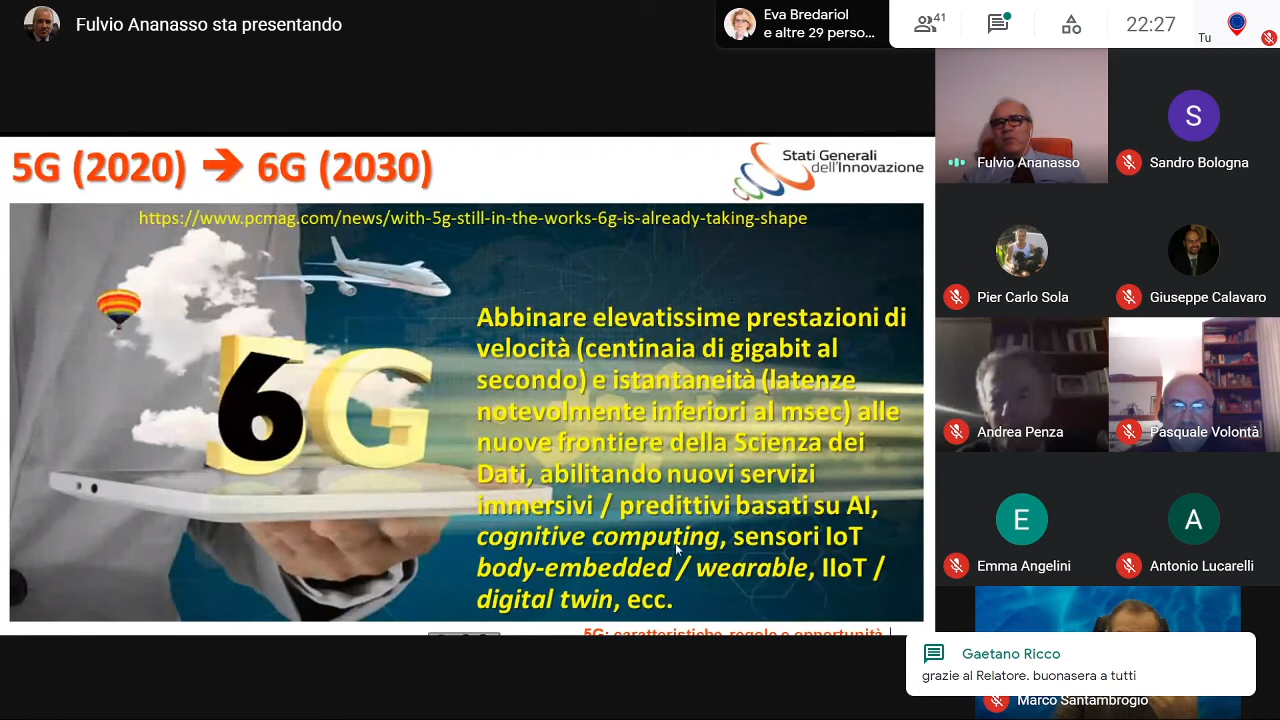 Fulvio Ananasso sta presentando
Eva Bredariol
e altre 29 perso...
41
22:27
Tu
5G (2020) ➔ 6G (2030)
Stati Generali
dell'Innovazione
https://www.pcmag.com/news/with-5g-still-in-the-works-6g-is-already-taking-shape
Abbinare elevatissime prestazioni di
velocità (centinaia di gigabit al
secondo) e istantaneità (latenze
notevolmente inferiori al msec) alle
nuove frontiere della Scienza dei
Dati, abilitando nuovi servizi
immersivi / predittivi basati su AI,
cognitive computing, sensori IoT
body-embedded / wearable, IIoT /
digital twin, ecc.
6G
5G: caratteristiche, regole e opportunità
Fulvio Ananasso
S
Sandro Bologna
Pier Carlo Sola
Giuseppe Calavaro
Andrea Penza
Pasquale Volontà
E
Emma Angelini
A
Antonio Lucarelli
Gaetano Ricco
grazie al Relatore. buonasera a tutti
Marco Santambrogio